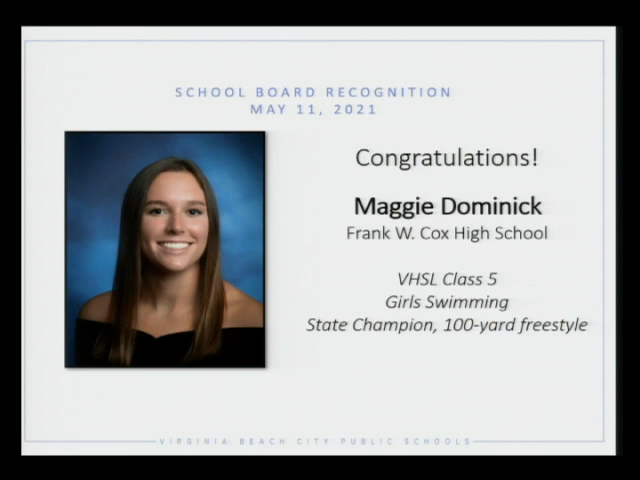 SCHOOL BOARD RECOGNITION
MAY 11, 2021
Congratulations!
Maggie Dominick
Frank W. Cox High School
VHSL Class 5
Girls Swimming
State Champion, 100-yard freestyle
VIRGINIA BEACH CITY PUBLIC SCHOOLS